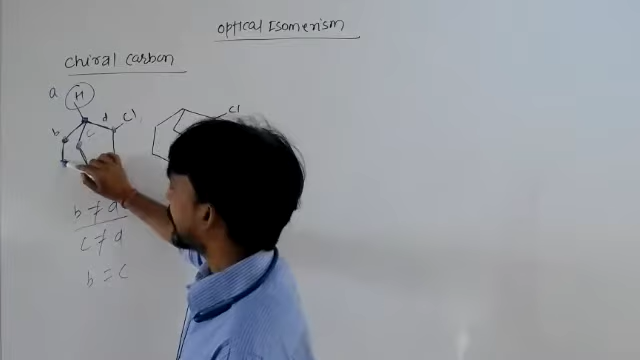 Optical Isomerism
chiral carbon
a H
b c d Cl
Cl
b ≠ d
c ≠ d
b = c